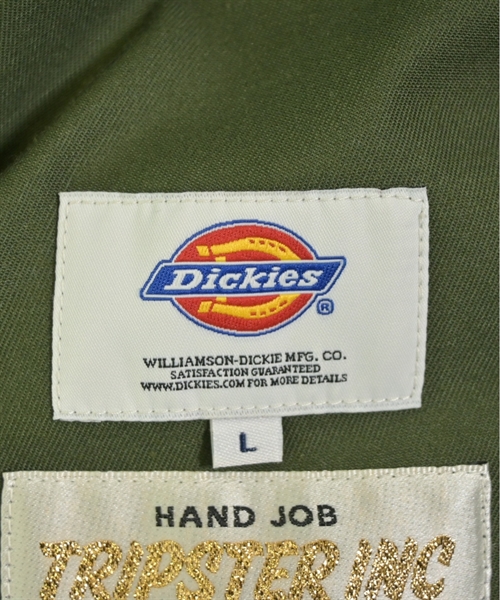 Dickies
®
WILLIAMSON-DICKIE MFG. CO.
SATISFACTION GUARANTEED
WWW.DICKIES.COM FOR MORE DETAILS
L
HAND JOB
TRIPSTER INC